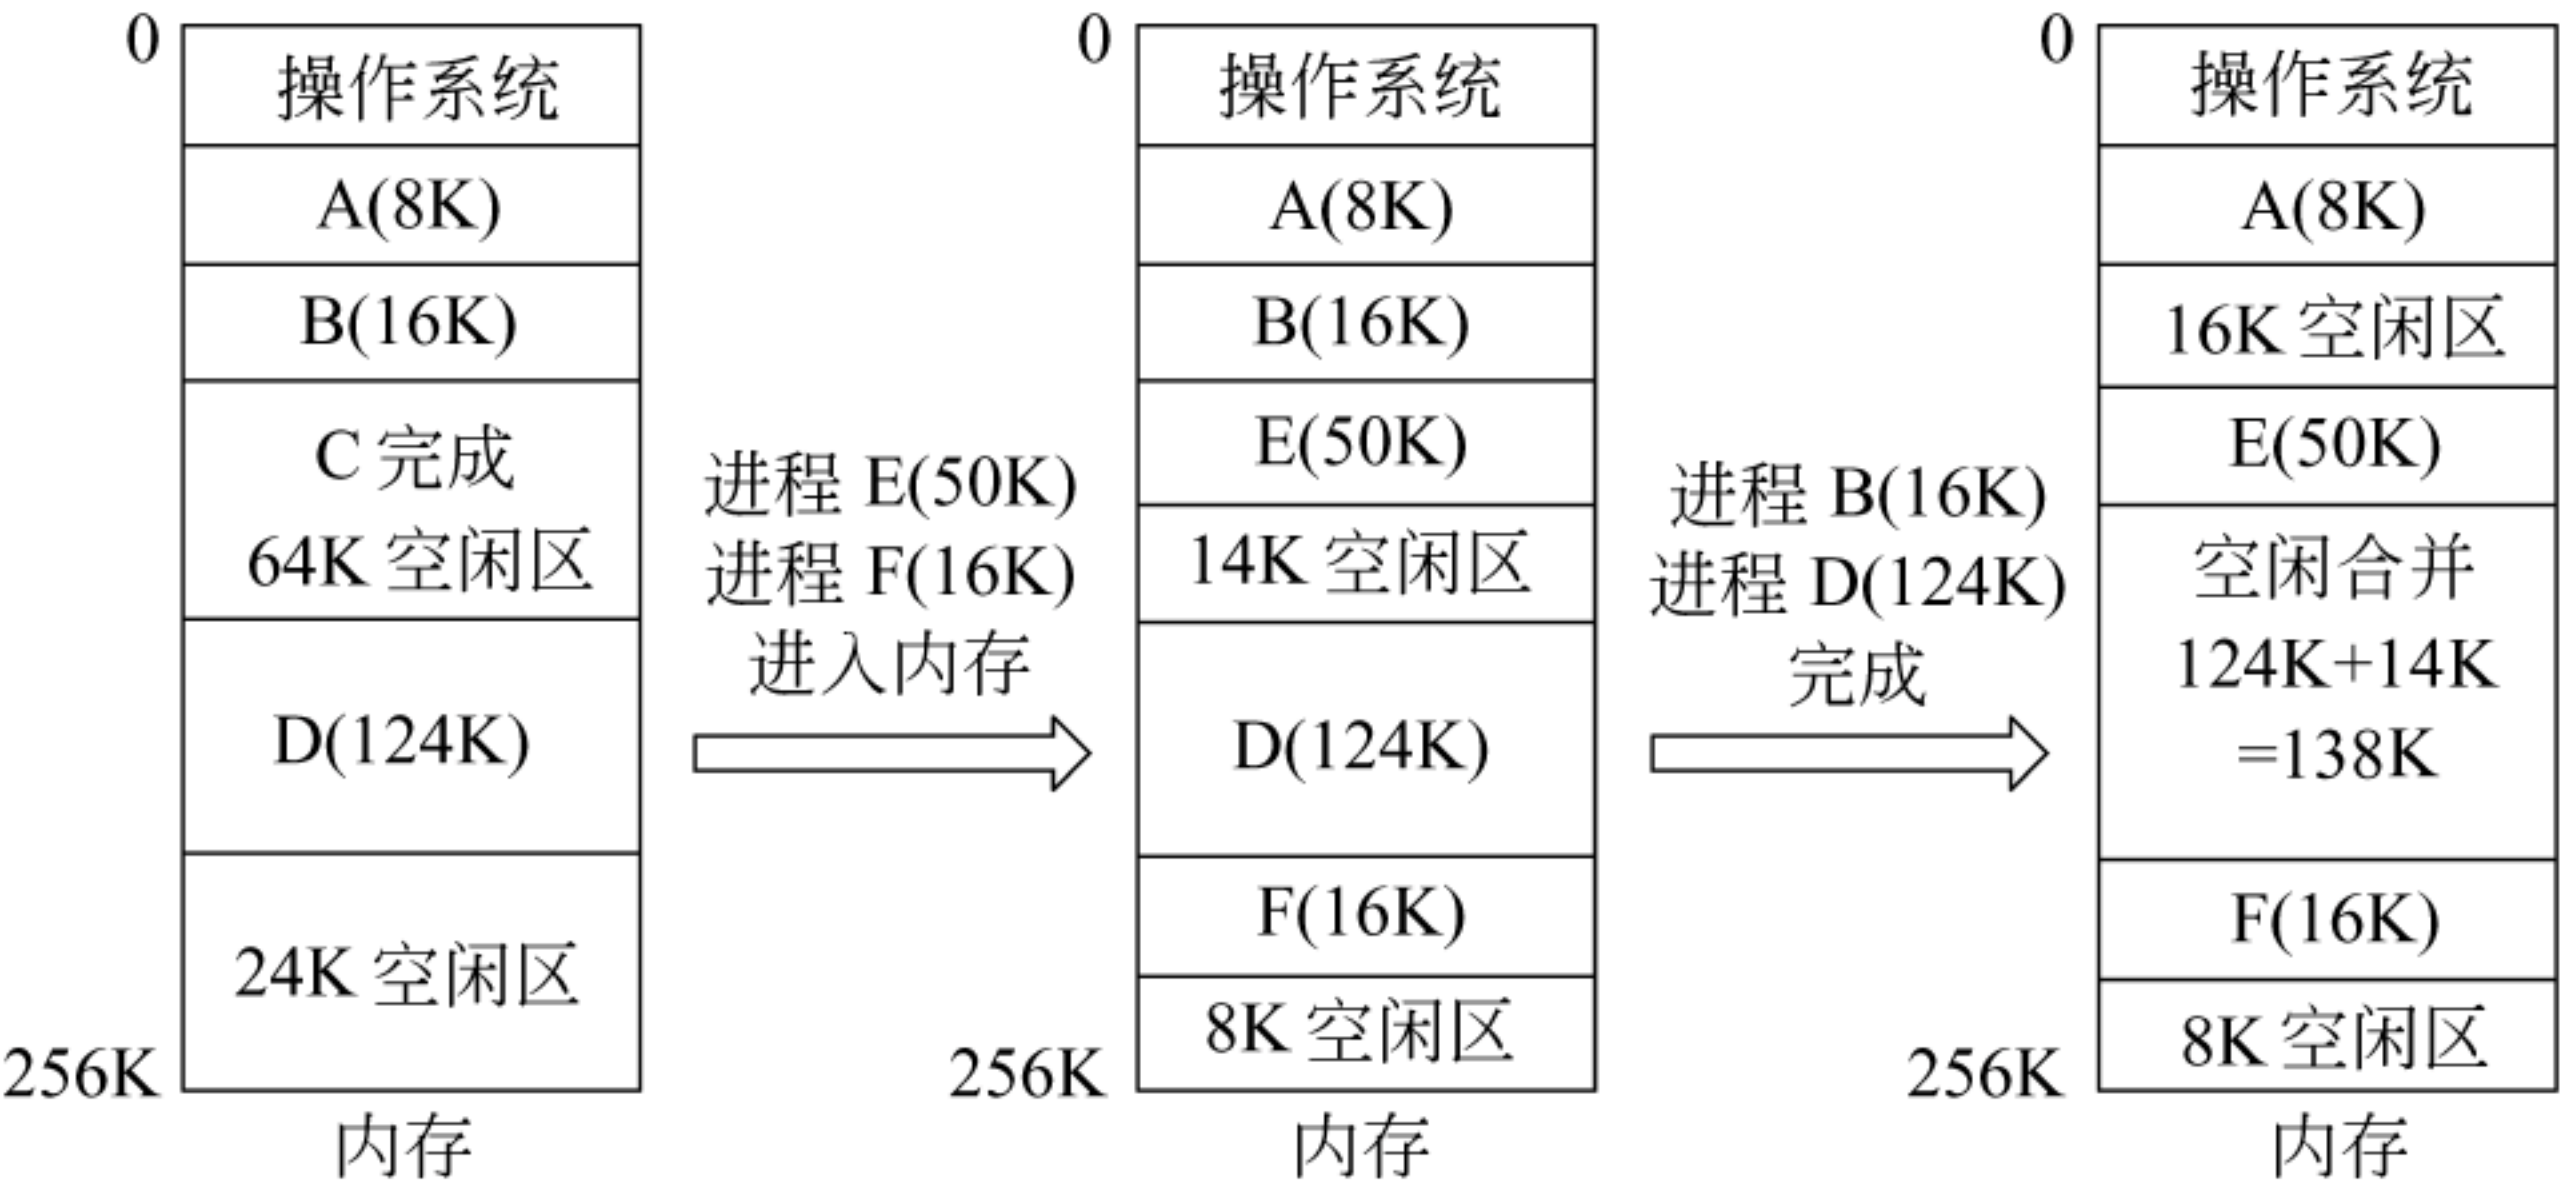 0
操作系统
A(8K)
B(16K)
C 完成
64K 空闲区
D(124K)
24K 空闲区
256K
内存
进程 E(50K)
进程 F(16K)
进入内存
0
操作系统
A(8K)
B(16K)
E(50K)
14K 空闲区
D(124K)
F(16K)
8K 空闲区
256K
内存
进程 B(16K)
进程 D(124K)
完成
0
操作系统
A(8K)
16K 空闲区
E(50K)
空闲合并
124K+14K
=138K
F(16K)
8K 空闲区
256K
内存